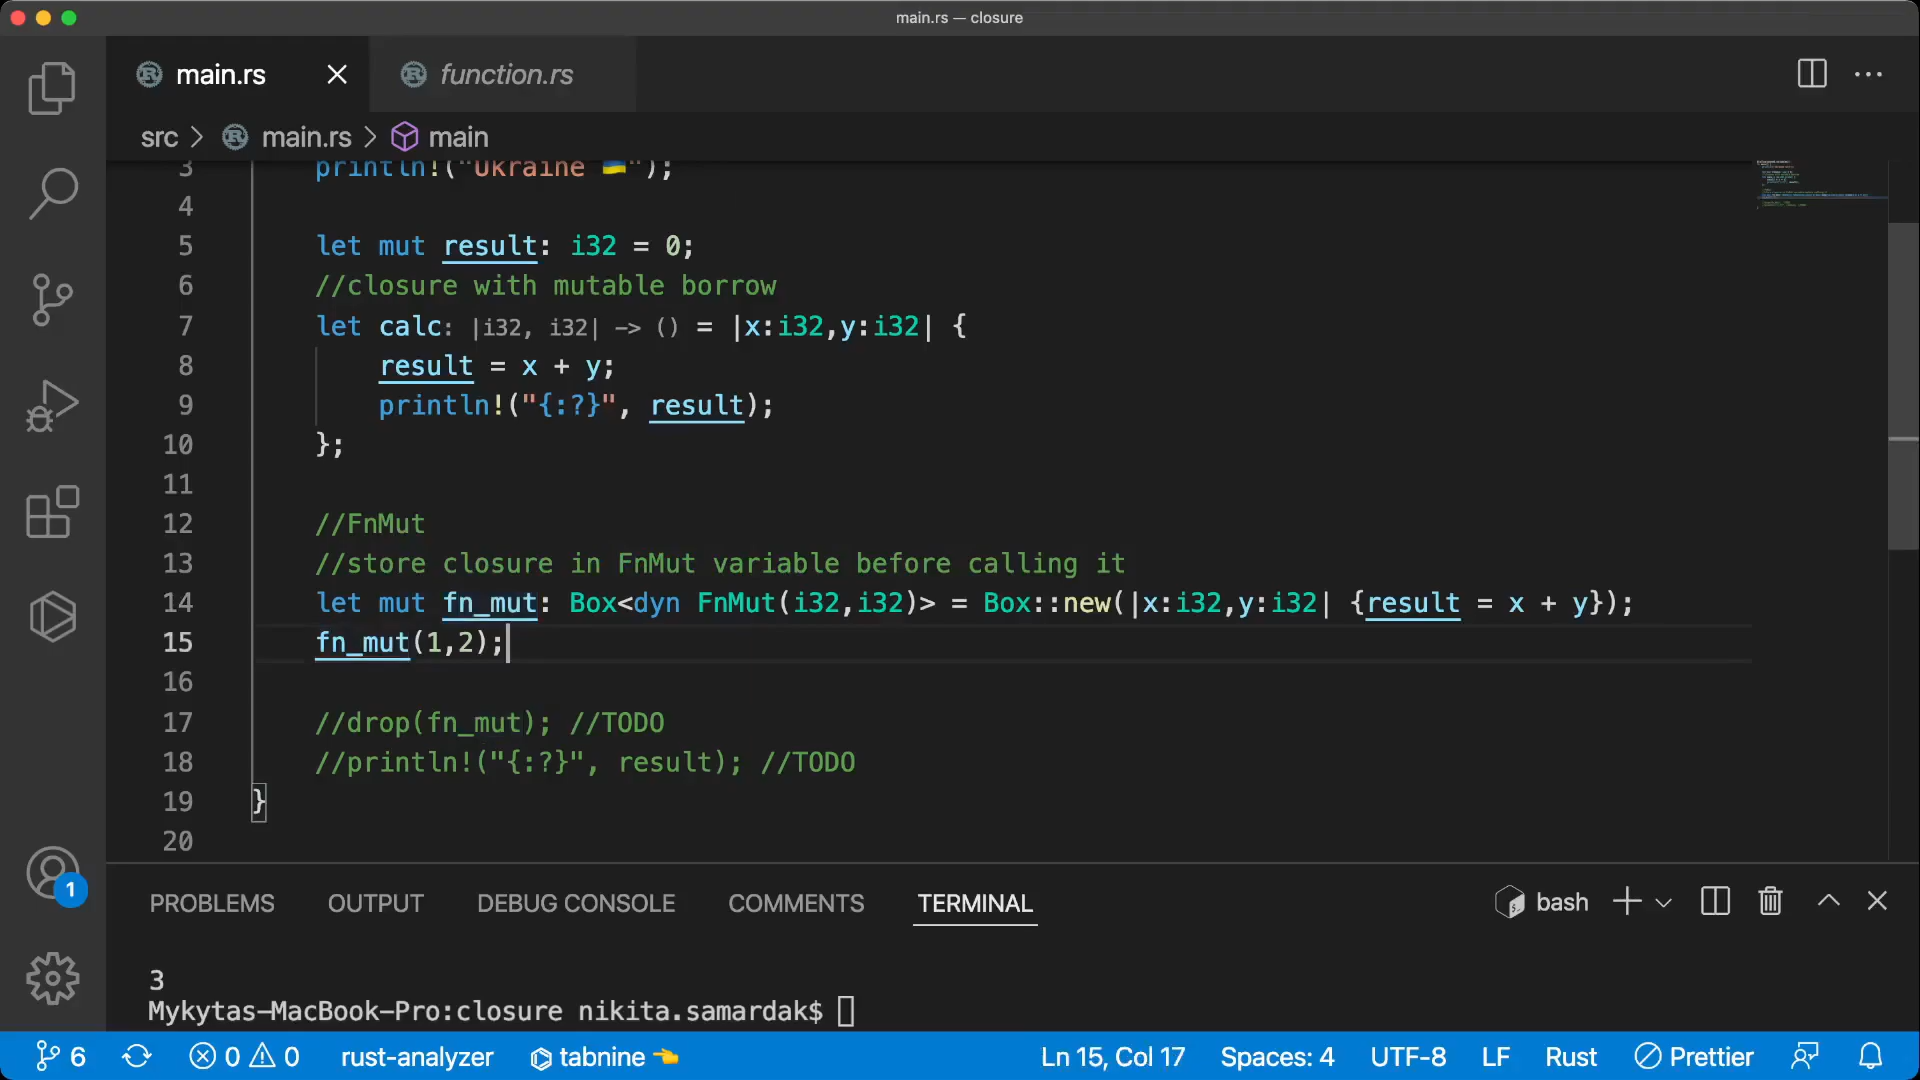 main.rs — closure
main.rs
function.rs
src > main.rs > main
3 println!("Ukraine 🇺🇦");
4
5 let mut result: i32 = 0;
6 //closure with mutable borrow
7 let calc: |i32, i32| -> () = |x:i32,y:i32| {
8 result = x + y;
9 println!("{:?}", result);
10 };
11
12 //FnMut
13 //store closure in FnMut variable before calling it
14 let mut fn_mut: Box<dyn FnMut(i32,i32)> = Box::new(|x:i32,y:i32| {result = x + y});
15 fn_mut(1,2);
16
17 //drop(fn_mut); //TODO
18 //println!("{:?}", result); //TODO
19 }
20
PROBLEMS OUTPUT DEBUG CONSOLE COMMENTS TERMINAL bash
3
Mykytas-MacBook-Pro:closure nikita.samardak$
1
6 0 0 rust-analyzer tabnine 👈 Ln 15, Col 17 Spaces: 4 UTF-8 LF Rust Prettier